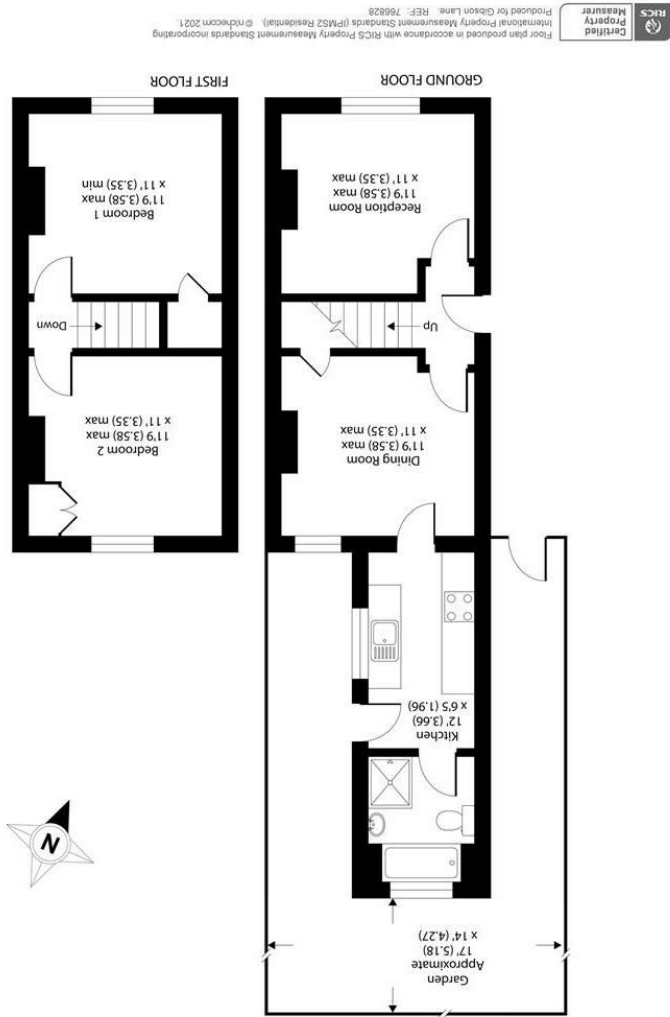 Garden
Approximate
17' (5.18)
x 14' (4.27)
N
Kitchen
12' (3.66)
x 6'5 (1.96)
Dining Room
11'9 (3.58) max
x 11' (3.35) max
Up
Reception Room
11'9 (3.58) max
x 11' (3.35) max
GROUND FLOOR
Bedroom 2
11'9 (3.58) max
x 11' (3.35) max
Down
Bedroom 1
11'9 (3.58) max
x 11' (3.35) min
FIRST FLOOR
Certified
Property
Measurer
RICS
Floor plan produced in accordance with RICS Property Measurement Standards incorporating
International Property Measurement Standards (IPMS2 Residential). © nichecom 2021.
Produced for Gibson Lane. REF: 766828